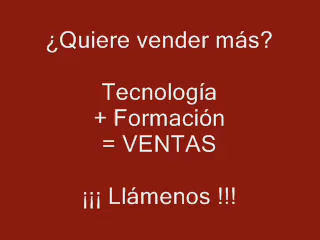 ¿Quiere vender más?
Tecnología
+ Formación
= VENTAS
¡¡¡ Llámenos !!!